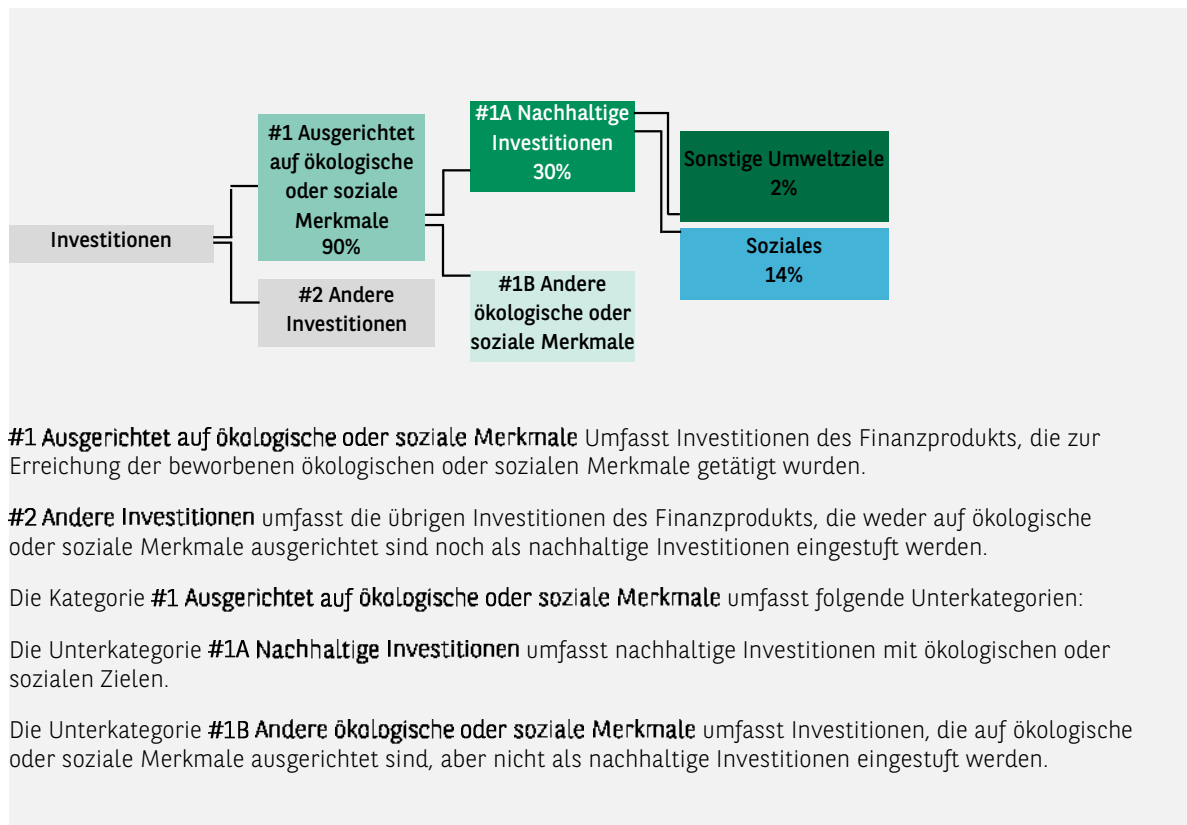 #1A Nachhaltige
Investitionen
30%
#1 Ausgerichtet
auf ökologische
oder soziale
Merkmale
90%
Sonstige Umweltziele
2%
Investitionen
Soziales
14%
#2 Andere
Investitionen
#1B Andere
ökologische oder
soziale Merkmale
#1 Ausgerichtet auf ökologische oder soziale Merkmale Umfasst Investitionen des Finanzprodukts, die zur
Erreichung der beworbenen ökologischen oder sozialen Merkmale getätigt wurden.
#2 Andere Investitionen umfasst die übrigen Investitionen des Finanzprodukts, die weder auf ökologische
oder soziale Merkmale ausgerichtet sind noch als nachhaltige Investitionen eingestuft werden.
Die Kategorie #1 Ausgerichtet auf ökologische oder soziale Merkmale umfasst folgende Unterkategorien:
Die Unterkategorie #1A Nachhaltige Investitionen umfasst nachhaltige Investitionen mit ökologischen oder
sozialen Zielen.
Die Unterkategorie #1B Andere ökologische oder soziale Merkmale umfasst Investitionen, die auf ökologische
oder soziale Merkmale ausgerichtet sind, aber nicht als nachhaltige Investitionen eingestuft werden.